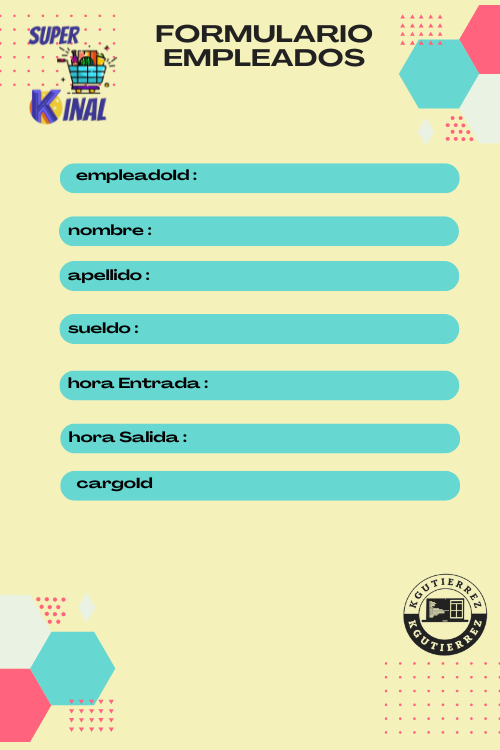 SUPER
KINAL
FORMULARIO
EMPLEADOS
empleadoId :
nombre :
apellido :
sueldo :
hora Entrada :
hora Salida :
cargoId
KGUTIERREZ
KGUTIERREZ